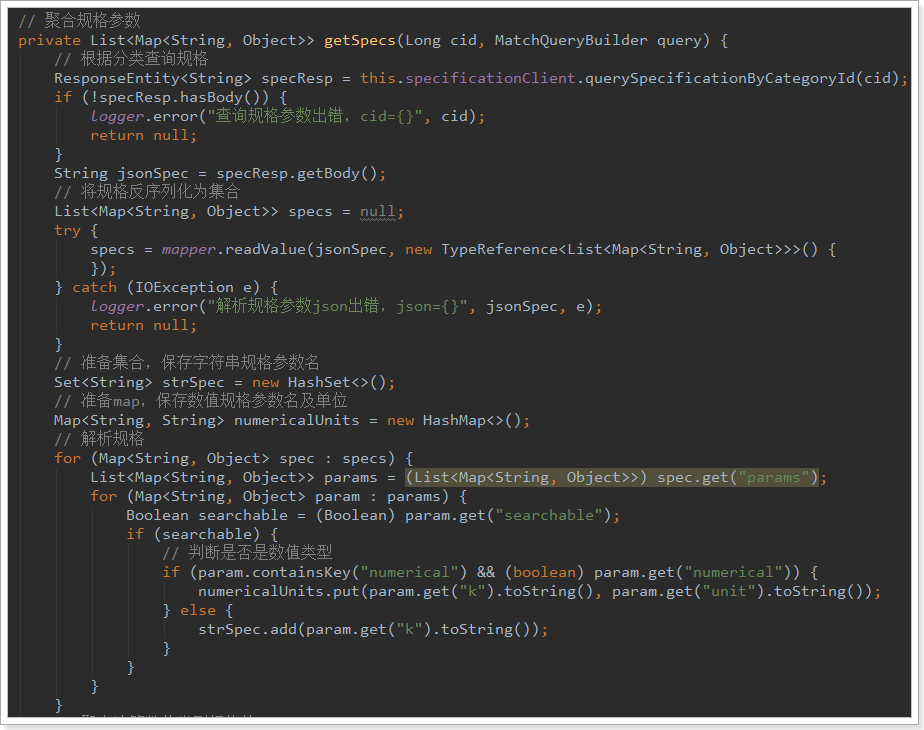 // 聚合规格参数
private List<Map<String, Object>> getSpecs(Long cid, MatchQueryBuilder query) {
    // 根据分类查询规格
    ResponseEntity<String> specResp = this.specificationClient.querySpecificationByCategoryId(cid);
    if (!specResp.hasBody()) {
        logger.error("查询规格参数出错，cid={}", cid);
        return null;
    }
    String jsonSpec = specResp.getBody();
    // 将规格反序列化为集合
    List<Map<String, Object>> specs = null;
    try {
        specs = mapper.readValue(jsonSpec, new TypeReference<List<Map<String, Object>>>() {
        });
    } catch (IOException e) {
        logger.error("解析规格参数json出错，json={}", jsonSpec, e);
        return null;
    }
    // 准备集合，保存字符串规格参数名
    Set<String> strSpec = new HashSet<>();
    // 准备map，保存数值规格参数名及单位
    Map<String, String> numericalUnits = new HashMap<>();
    // 解析规格
    for (Map<String, Object> spec : specs) {
        List<Map<String, Object>> params = (List<Map<String, Object>>) spec.get("params");
        for (Map<String, Object> param : params) {
            Boolean searchable = (Boolean) param.get("searchable");
            if (searchable) {
                // 判断是否是数值类型
                if (param.containsKey("numerical") && (boolean) param.get("numerical")) {
                    numericalUnits.put(param.get("k").toString(), param.get("unit").toString());
                } else {
                    strSpec.add(param.get("k").toString());
                }
            }
        }
    }